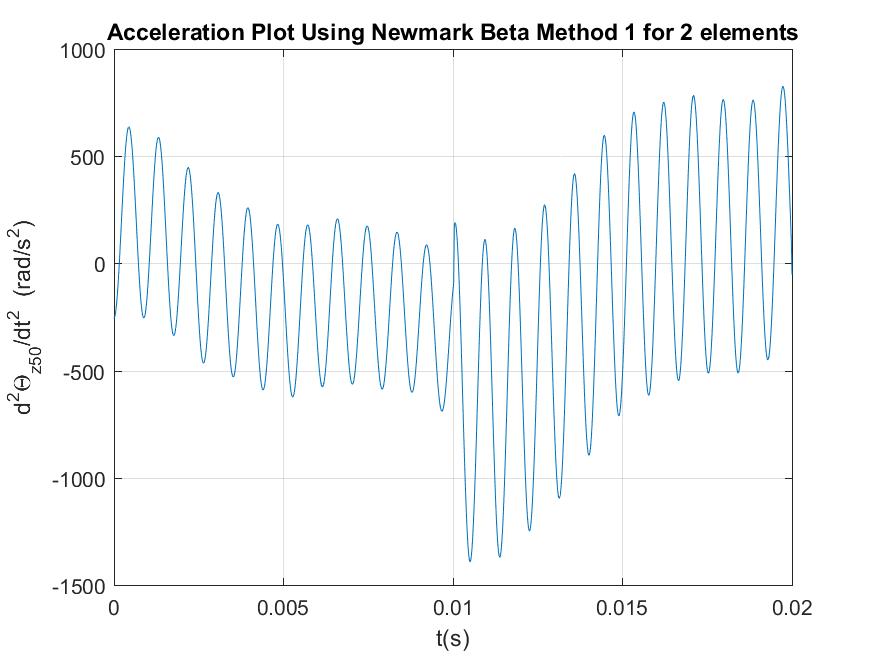 Acceleration Plot Using Newmark Beta Method 1 for 2 elements
1000
500
0
-500
-1000
-1500
d²Θz50/dt² (rad/s²)
0 0.005 0.01 0.015 0.02
t(s)